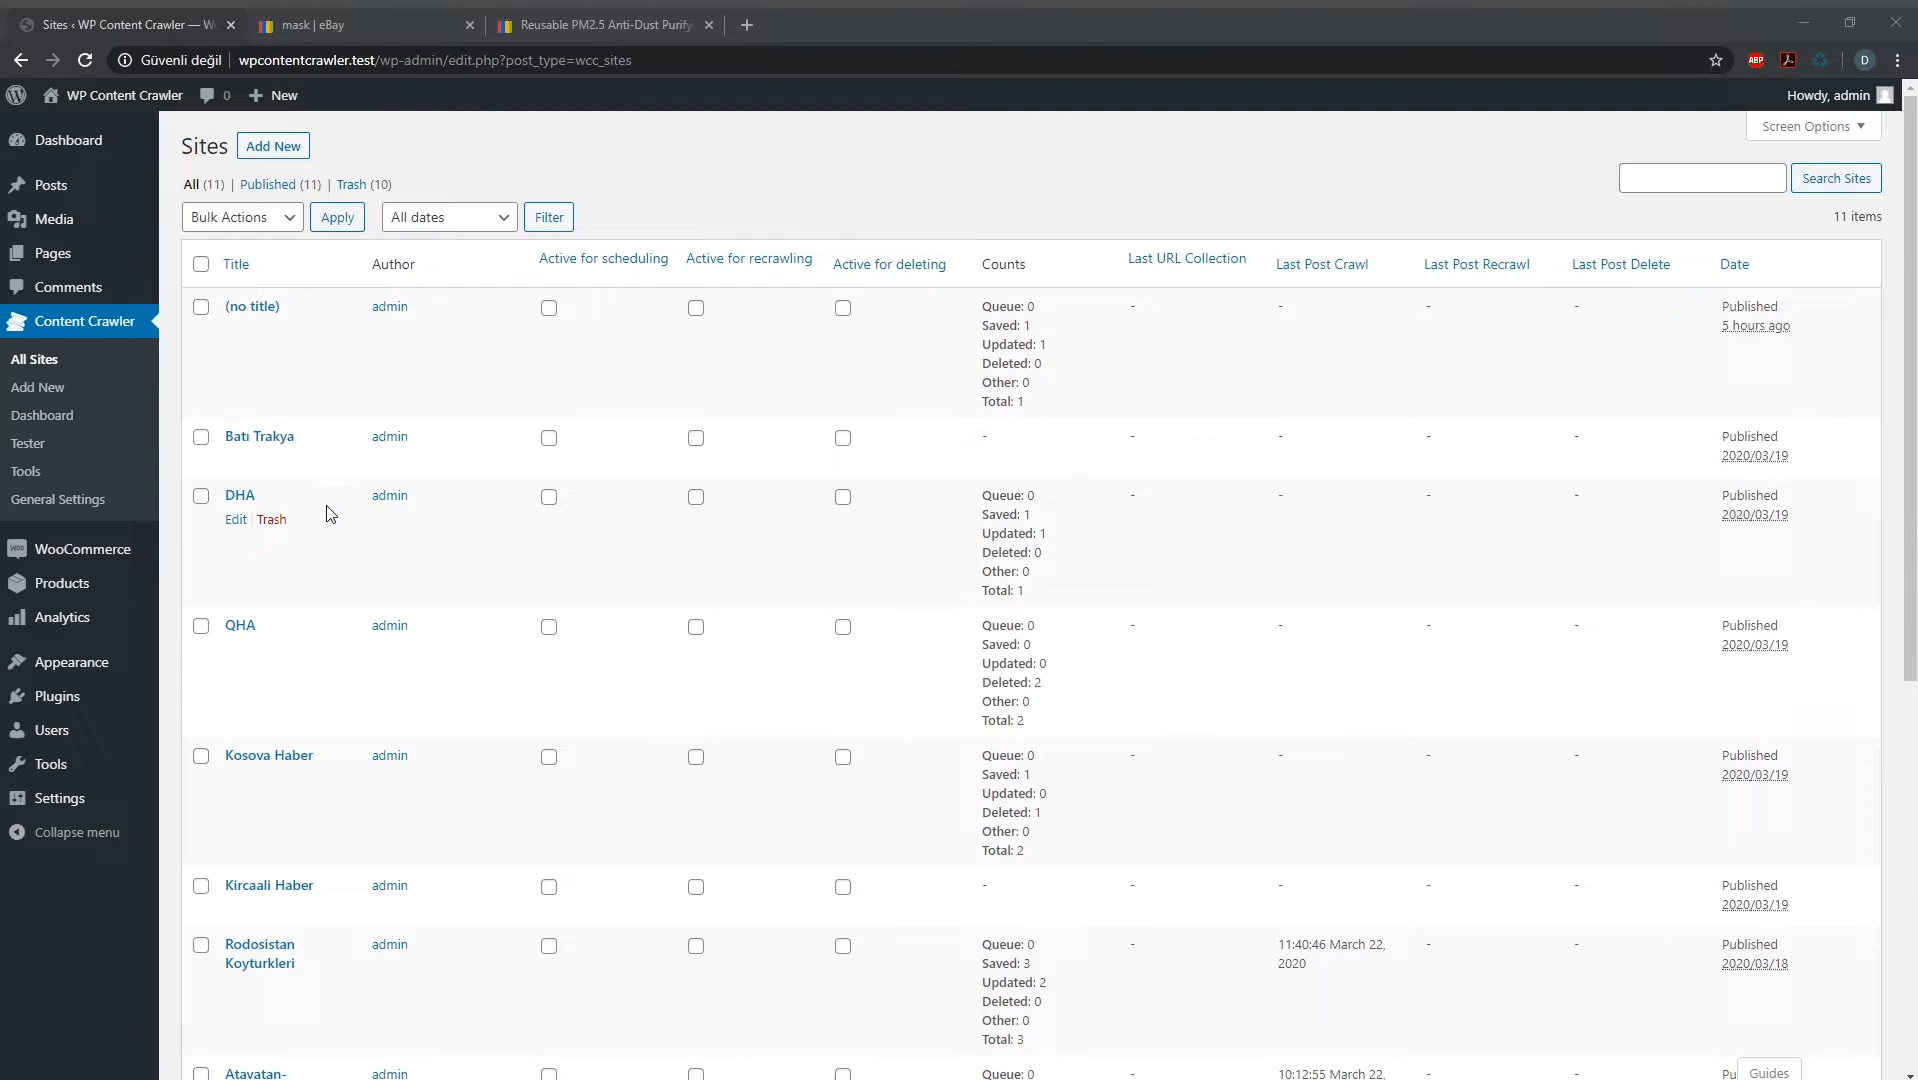 Sites ‹ WP Content Crawler — W
mask | eBay
Reusable PM2.5 Anti-Dust Purify
Güvenli değil
wpcontentcrawler.test/wp-admin/edit.php?post_type=wcc_sites
ABP
D
WP Content Crawler
0
New
Howdy, admin
Dashboard
Posts
Media
Pages
Comments
Content Crawler
All Sites
Add New
Dashboard
Tester
Tools
General Settings
WooCommerce
Products
Analytics
Appearance
Plugins
Users
Tools
Settings
Collapse menu
Screen Options
Sites
Add New
All (11) | Published (11) | Trash (10)
Search Sites
Bulk Actions
Apply
All dates
Filter
11 items
Title
Author
Active for scheduling
Active for recrawling
Active for deleting
Counts
Last URL Collection
Last Post Crawl
Last Post Recrawl
Last Post Delete
Date
(no title)
admin
Queue: 0
Saved: 1
Updated: 1
Deleted: 0
Other: 0
Total: 1
-
-
-
-
Published
5 hours ago
Batı Trakya
admin
-
-
-
-
-
Published
2020/03/19
DHA
Edit | Trash
admin
Queue: 0
Saved: 1
Updated: 1
Deleted: 0
Other: 0
Total: 1
-
-
-
-
Published
2020/03/19
QHA
admin
Queue: 0
Saved: 0
Updated: 0
Deleted: 2
Other: 0
Total: 2
-
-
-
-
Published
2020/03/19
Kosova Haber
admin
Queue: 0
Saved: 1
Updated: 0
Deleted: 1
Other: 0
Total: 2
-
-
-
-
Published
2020/03/19
Kircaali Haber
admin
-
-
-
-
-
Published
2020/03/19
Rodosistan
Koyturkleri
admin
Queue: 0
Saved: 3
Updated: 2
Deleted: 0
Other: 0
Total: 3
-
11:40:46 March 22,
2020
-
-
Published
2020/03/18
Atavatan-
admin
Queue: 0
-
10:12:55 March 22,
-
-
Pu
Guides